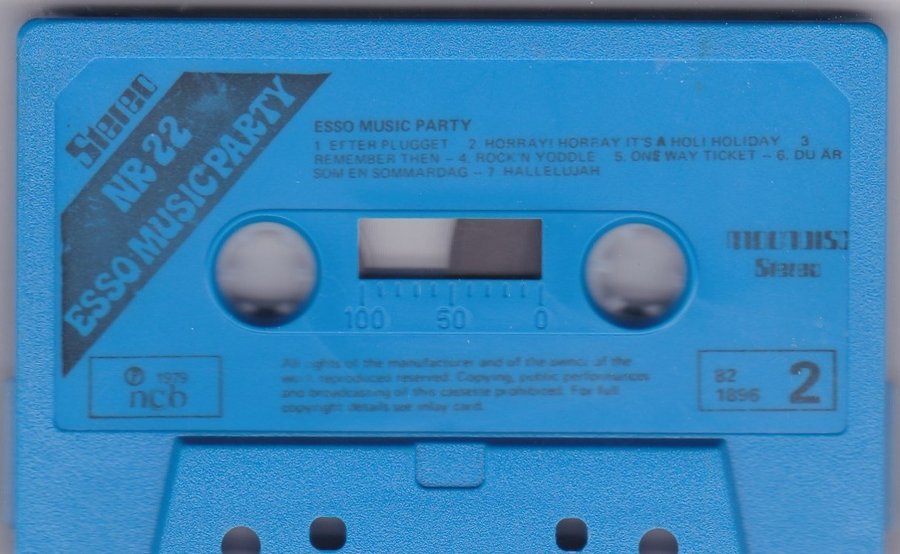 Stereo
NR 22
ESSO MUSIC PARTY
ESSO MUSIC PARTY
1 EFTER PLUGGET 2 HORRAY! HORRAY IT'S A HOLI HOLIDAY 3
REMEMBER THEN – 4. ROCK'N YODDLE 5. ONE WAY TICKET – 6. DU ÄR
SOM EN SOMMARDAG – 7 HALLELUJAH
Stereo
100 50 0
All rights of the manufacturer and of the owner of the
work reproduced reserved. Copying, public performances
and broadcasting of this cassette prohibited. For full
copyright details see inlay card.
Ⓟ 1979
ncb
82
1896
2